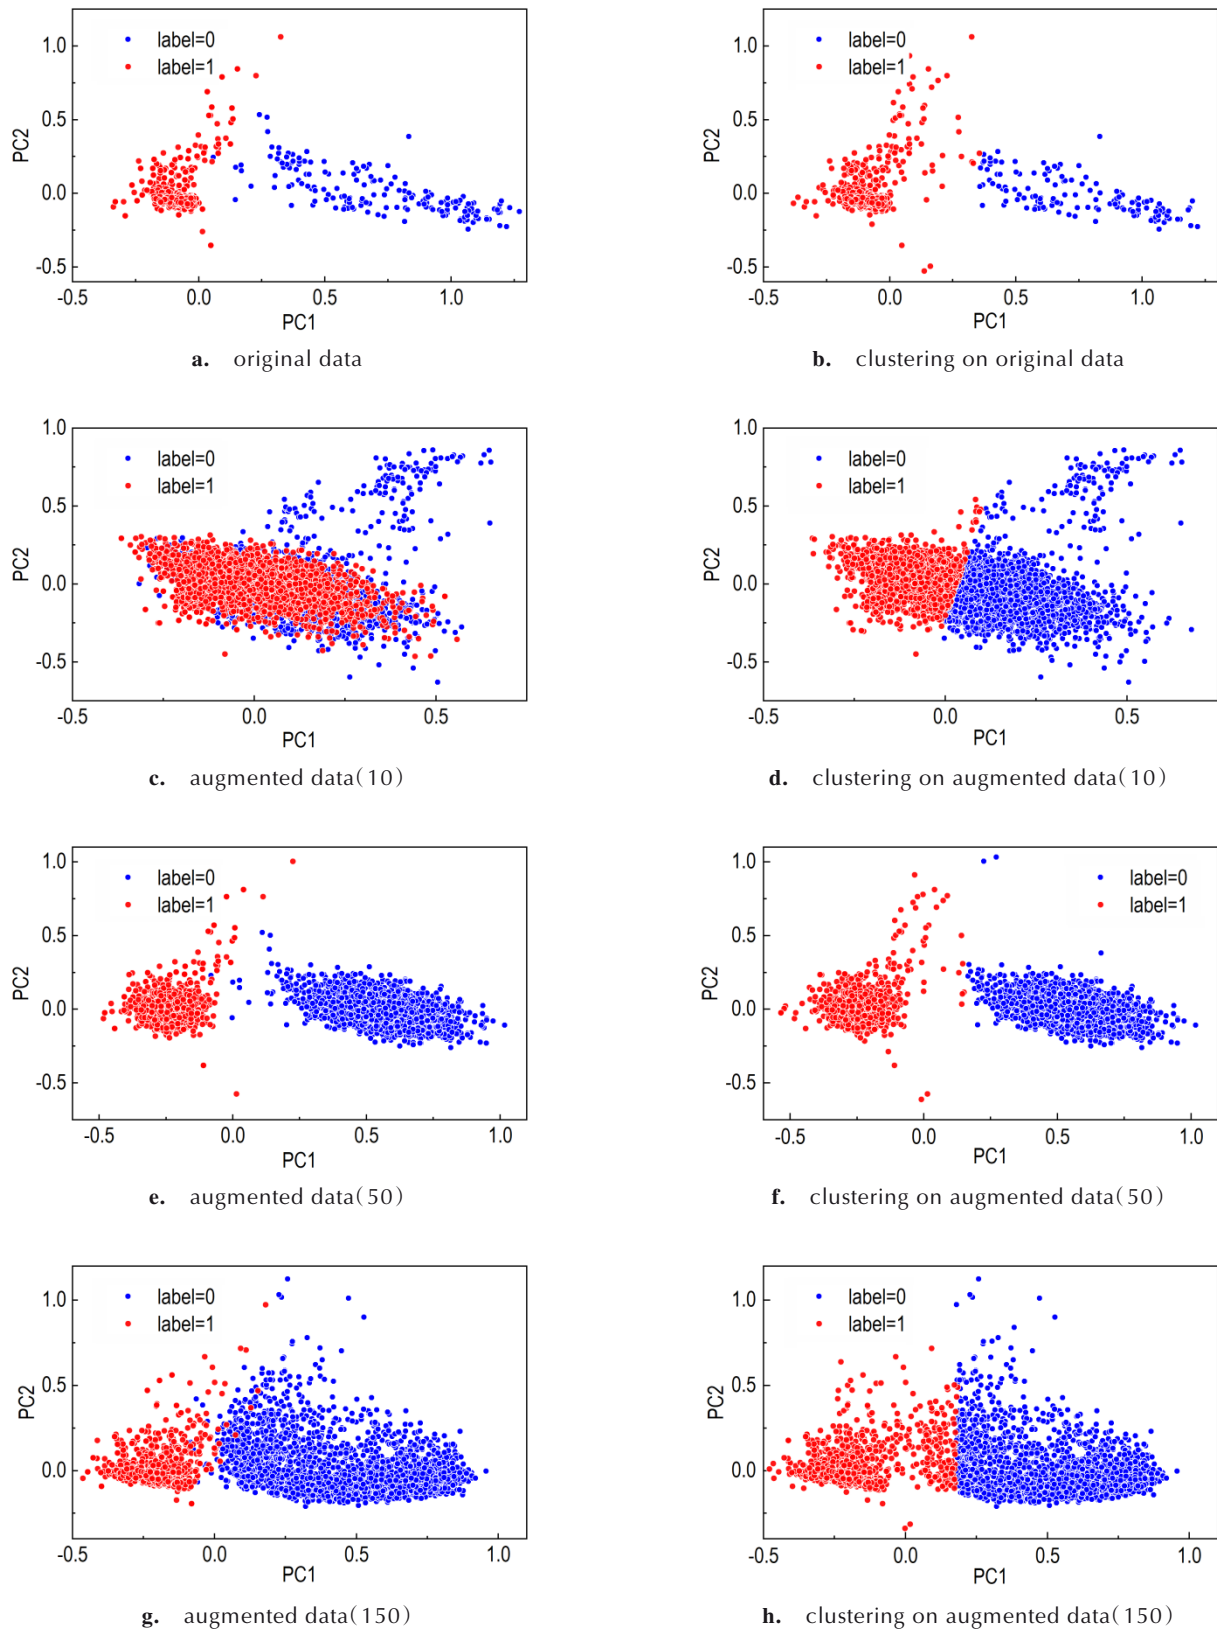 label=0
label=1
PC2
1.0
0.5
0.0
-0.5
-0.5 0.0 0.5 1.0
PC1
a. original data
label=0
label=1
PC2
1.0
0.5
0.0
-0.5
-0.5 0.0 0.5 1.0
PC1
b. clustering on original data
label=0
label=1
PC2
1.0
0.5
0.0
-0.5
-0.5 0.0 0.5
PC1
c. augmented data(10)
label=0
label=1
PC2
1.0
0.5
0.0
-0.5
-0.5 0.0 0.5
PC1
d. clustering on augmented data(10)
label=0
label=1
PC2
1.0
0.5
0.0
-0.5
-0.5 0.0 0.5 1.0
PC1
e. augmented data(50)
label=0
label=1
PC2
1.0
0.5
0.0
-0.5
-0.5 0.0 0.5 1.0
PC1
f. clustering on augmented data(50)
label=0
label=1
PC2
1.0
0.5
0.0
-0.5 0.0 0.5 1.0
PC1
g. augmented data(150)
label=0
label=1
PC2
1.0
0.5
0.0
-0.5 0.0 0.5 1.0
PC1
h. clustering on augmented data(150)